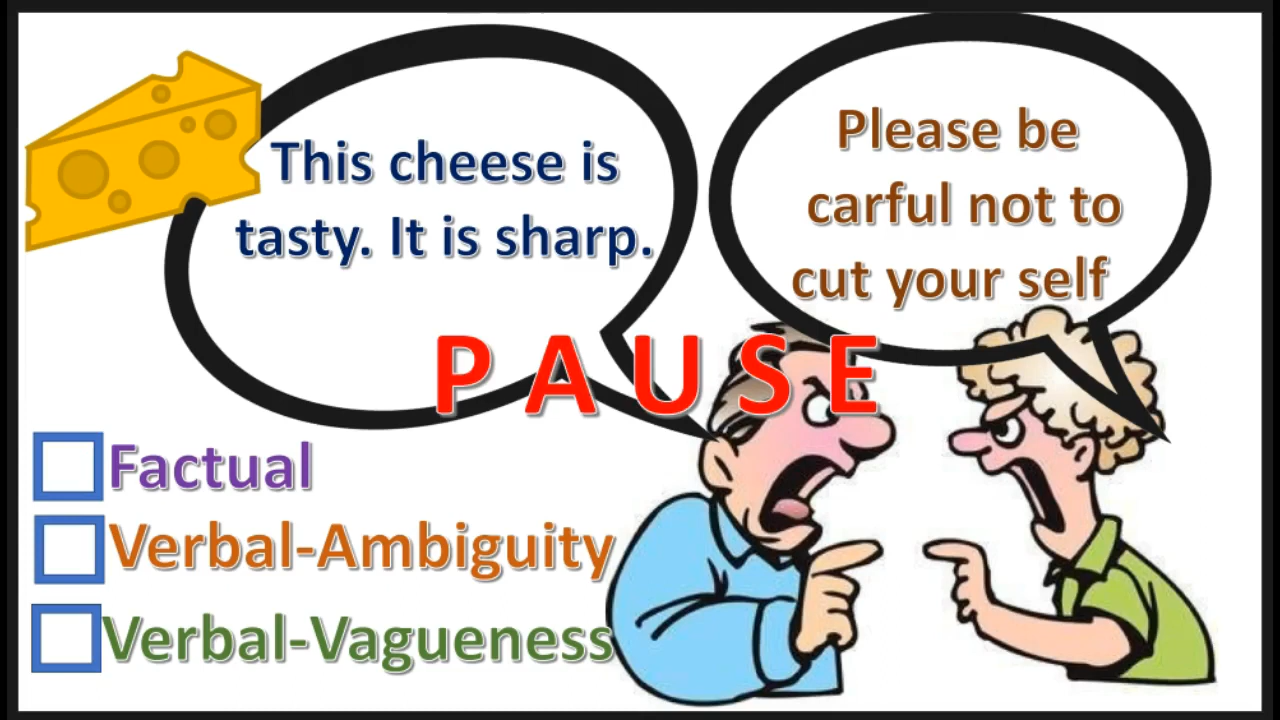 This cheese is
tasty. It is sharp.
Please be
carful not to
cut your self
P A U S E
Factual
Verbal-Ambiguity
Verbal-Vagueness